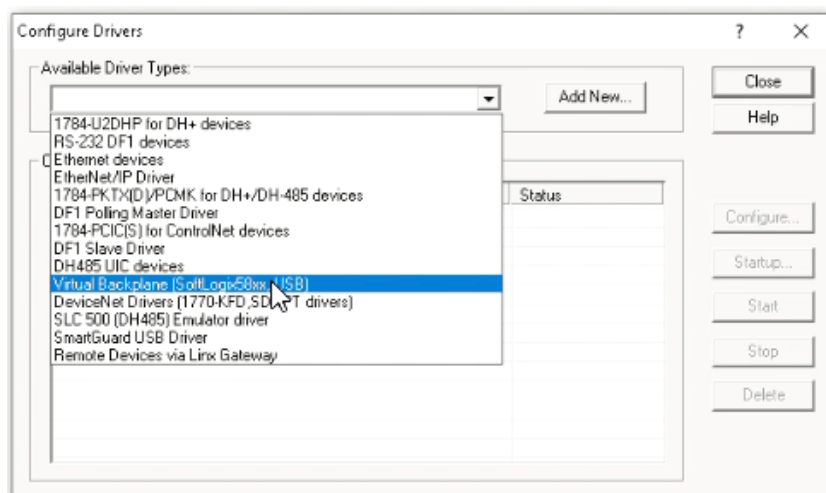 Configure Drivers
?
Available Driver Types:
Close
Add New...
Help
1784-U2DHP for DH+ devices
RS-232 DF1 devices
Ethernet devices
EtherNet/IP Driver
1784-PKTX(D)/PCMK for DH+/DH-485 devices
Status
DF1 Polling Master Driver
Configure...
1784-PCIC(S) for ControlNet devices
DF1 Slave Driver
DH485 UIC devices
Startup...
Virtual Backplane (SoftLogix58xx, USB)
DeviceNet Drivers (1770-KFD,SD drivers)
Start
SLC 500 (DH485) Emulator driver
SmartGuard USB Driver
Stop
Remote Devices via Linx Gateway
Delete